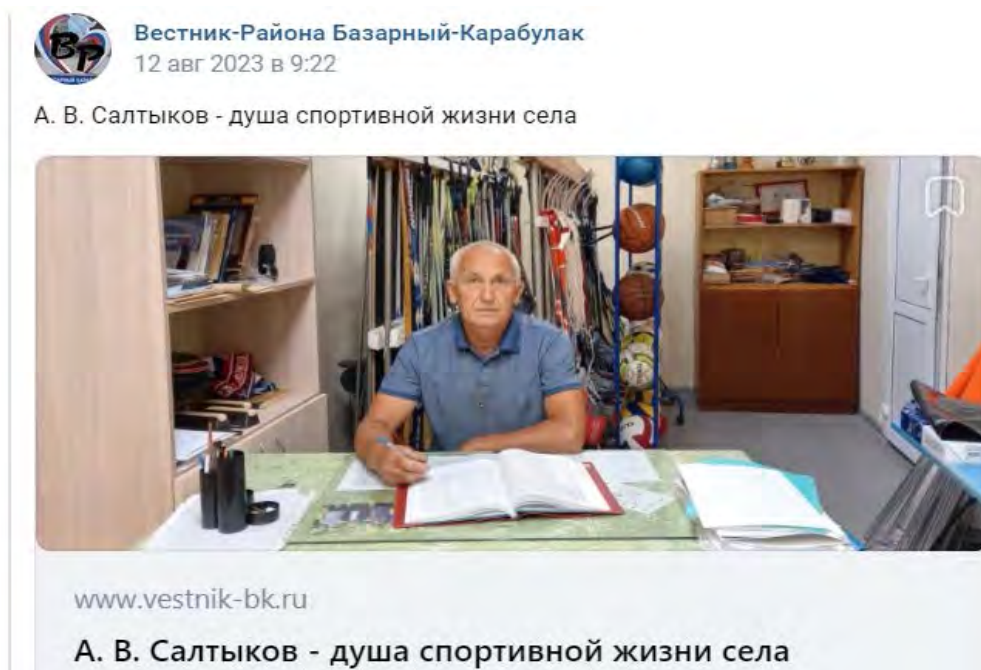 ВР
Вестник-Района Базарный-Карабулак
12 авг 2023 в 9:22
А. В. Салтыков - душа спортивной жизни села
www.vestnik-bk.ru
А. В. Салтыков - душа спортивной жизни села